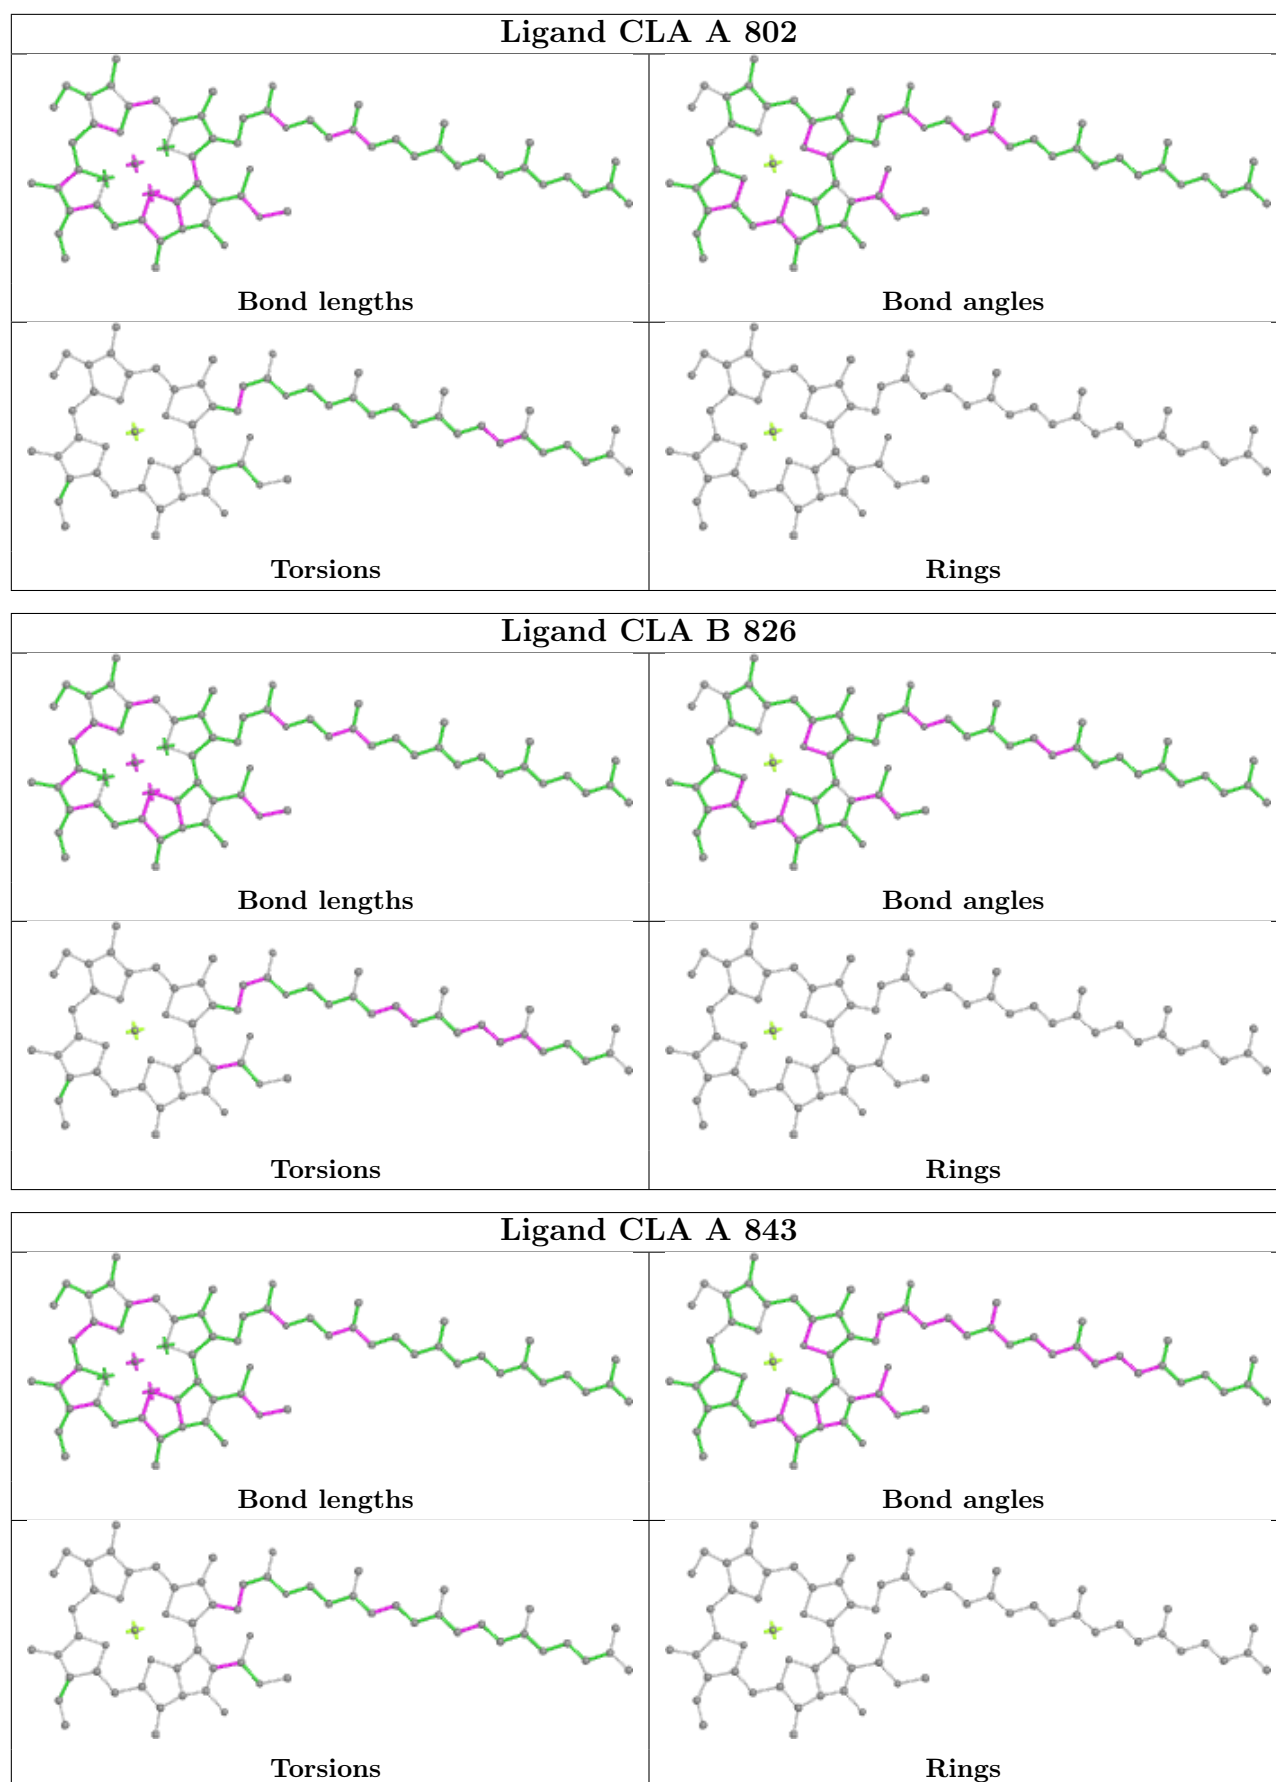 Ligand CLA A 802
Bond lengths
Bond angles
Torsions
Rings
Ligand CLA B 826
Bond lengths
Bond angles
Torsions
Rings
Ligand CLA A 843
Bond lengths
Bond angles
Torsions
Rings